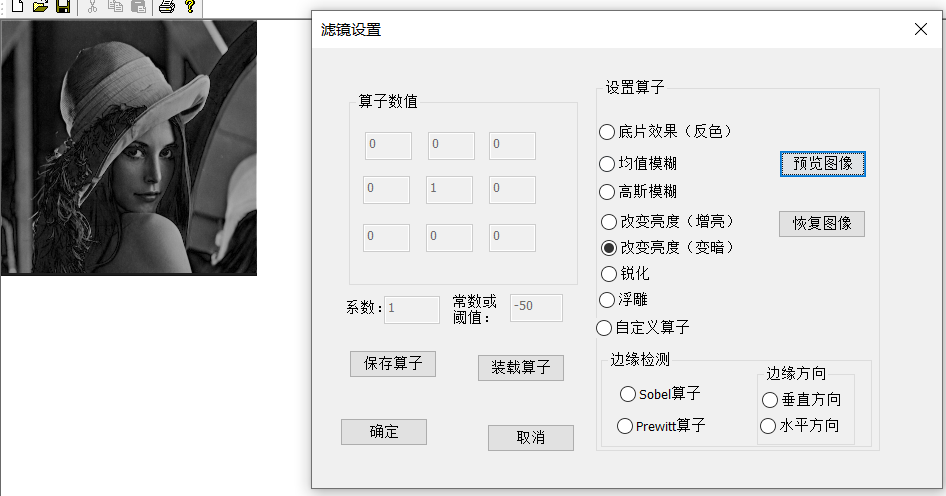 滤镜设置
算子数值
0 0 0
0 1 0
0 0 0
系数：1
常数或
阈值：
-50
保存算子
装载算子
确定
取消
设置算子
底片效果（反色）
均值模糊
高斯模糊
改变亮度（增亮）
改变亮度（变暗）
锐化
浮雕
自定义算子
预览图像
恢复图像
边缘检测
Sobel算子
Prewitt算子
边缘方向
垂直方向
水平方向